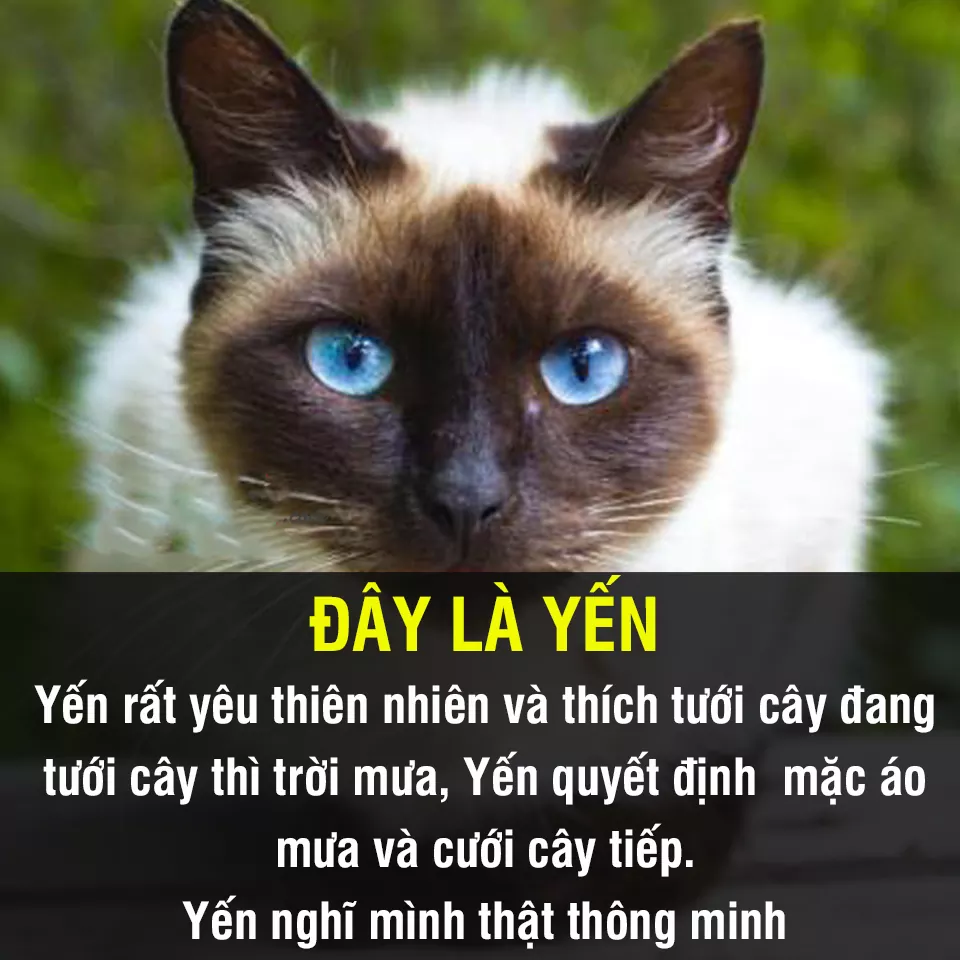 ĐÂY LÀ YẾN
Yến rất yêu thiên nhiên và thích tưới cây đang
tưới cây thì trời mưa, Yến quyết định mặc áo
mưa và cưới cây tiếp.
Yến nghĩ mình thật thông minh